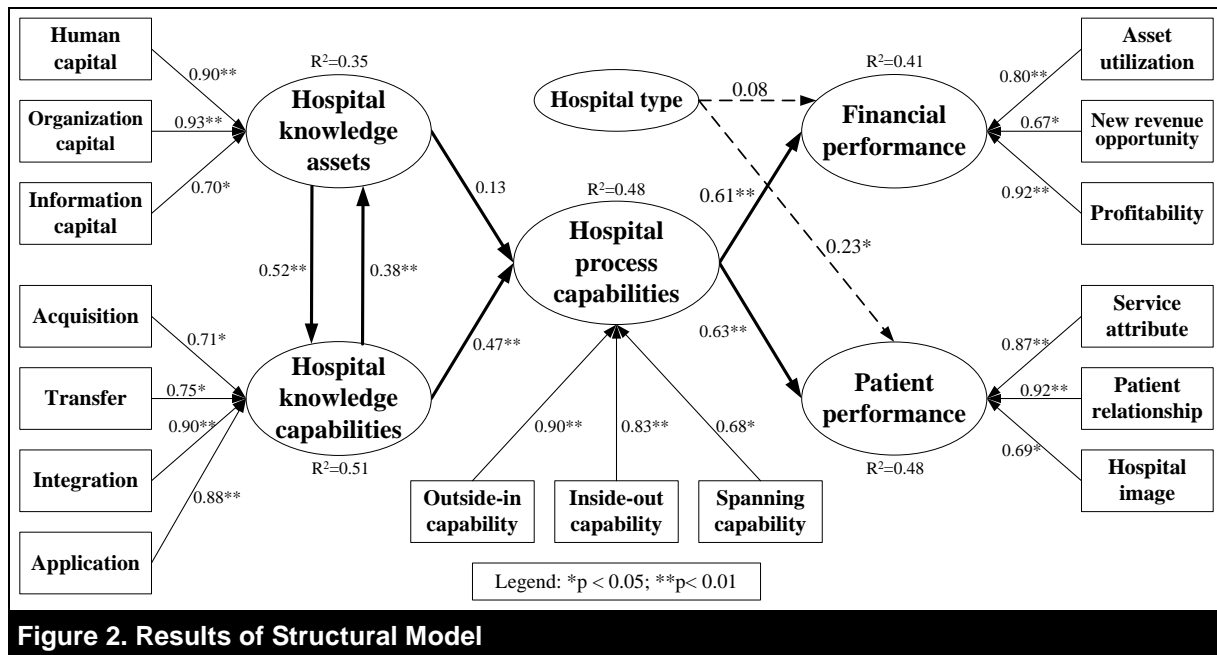 Human
capital
0.90**
Organization
capital
0.93**
Information
capital
0.70*
R²=0.35
Hospital
knowledge
assets
0.13
0.52**
0.38**
Acquisition
0.71*
Transfer
0.75*
Integration
0.90**
Application
0.88**
Hospital
knowledge
capabilities
R²=0.51
0.47**
Hospital type
0.08
0.23*
R²=0.48
Hospital
process
capabilities
0.61**
0.63**
0.90**
0.83**
0.68*
Outside-in
capability
Inside-out
capability
Spanning
capability
R²=0.41
Financial
performance
Asset
utilization
0.80**
New revenue
opportunity
0.67*
Profitability
0.92**
Patient
performance
R²=0.48
Service
attribute
0.87**
Patient
relationship
0.92**
Hospital
image
0.69*
Legend: *p < 0.05; **p< 0.01
Figure 2. Results of Structural Model